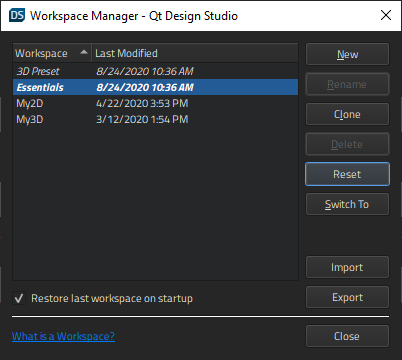 DS Workspace Manager - Qt Design Studio
Workspace Last Modified
3D Preset 8/24/2020 10:36 AM
Essentials 8/24/2020 10:36 AM
My2D 4/22/2020 3:53 PM
My3D 3/12/2020 1:54 PM
New
Rename
Clone
Delete
Reset
Switch To
Import
Export
Restore last workspace on startup
What is a Workspace?
Close